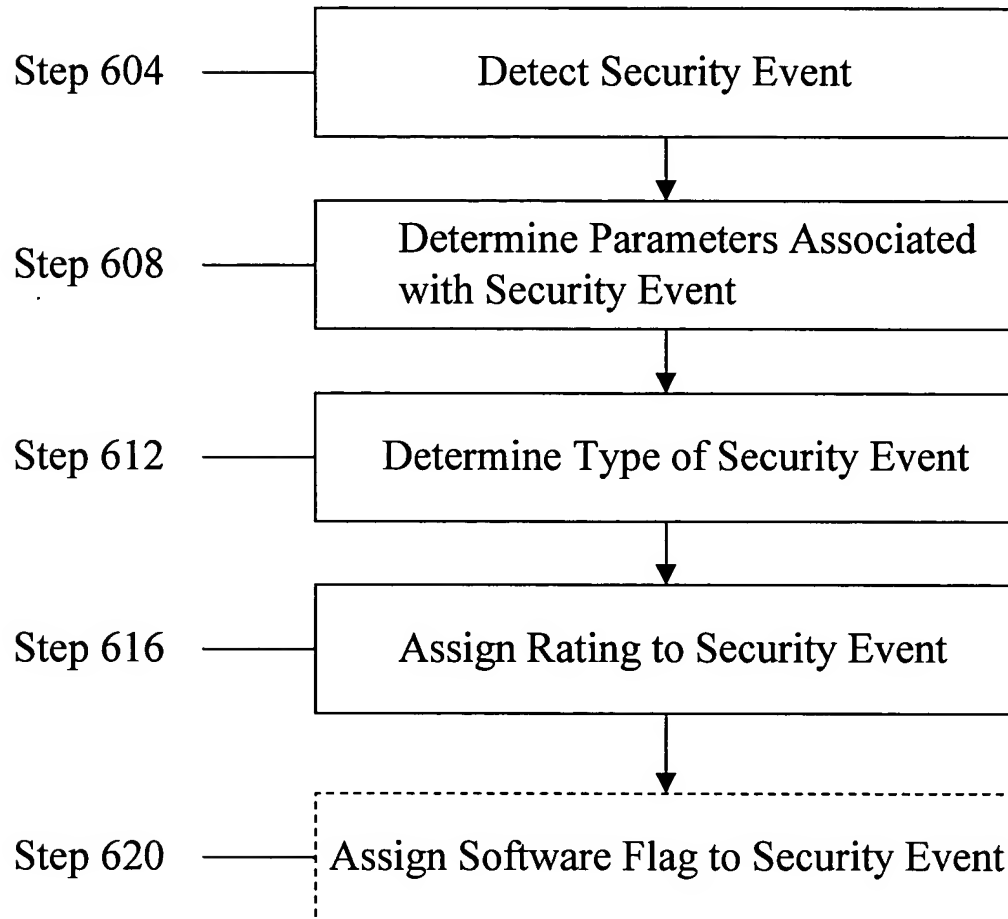 Step 604
Detect Security Event
Step 608
Determine Parameters Associated
with Security Event
Step 612
Determine Type of Security Event
Step 616
Assign Rating to Security Event
Step 620
Assign Software Flag to Security Event